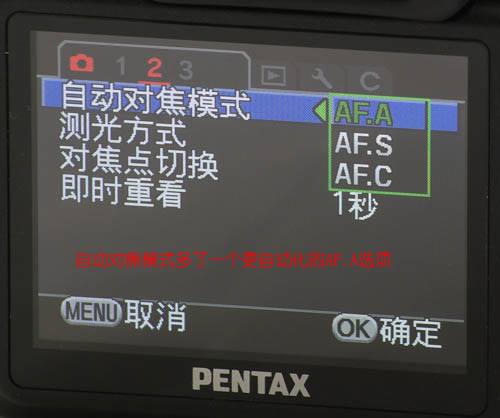 1 2 3 C
自动对焦模式 AF.A
测光方式 AF.S
对焦点切换 AF.C
即时重看 1秒
自动对焦模式多了一个更自动化的AF.A选项
MENU 取消 OK 确定
PENTAX